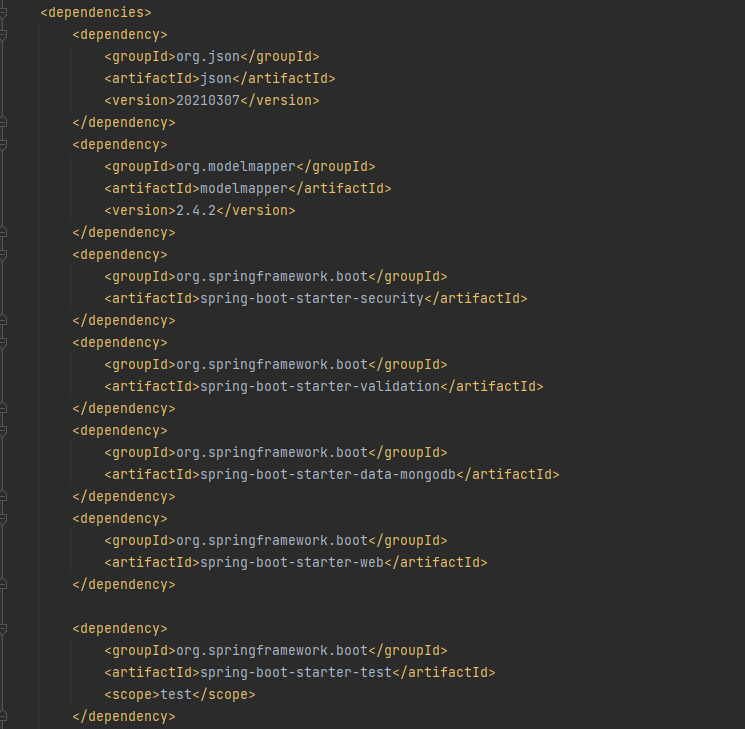 <dependencies>
<dependency>
<groupId>org.json</groupId>
<artifactId>json</artifactId>
<version>20210307</version>
</dependency>
<dependency>
<groupId>org.modelmapper</groupId>
<artifactId>modelmapper</artifactId>
<version>2.4.2</version>
</dependency>
<dependency>
<groupId>org.springframework.boot</groupId>
<artifactId>spring-boot-starter-security</artifactId>
</dependency>
<dependency>
<groupId>org.springframework.boot</groupId>
<artifactId>spring-boot-starter-validation</artifactId>
</dependency>
<dependency>
<groupId>org.springframework.boot</groupId>
<artifactId>spring-boot-starter-data-mongodb</artifactId>
</dependency>
<dependency>
<groupId>org.springframework.boot</groupId>
<artifactId>spring-boot-starter-web</artifactId>
</dependency>
<dependency>
<groupId>org.springframework.boot</groupId>
<artifactId>spring-boot-starter-test</artifactId>
<scope>test</scope>
</dependency>